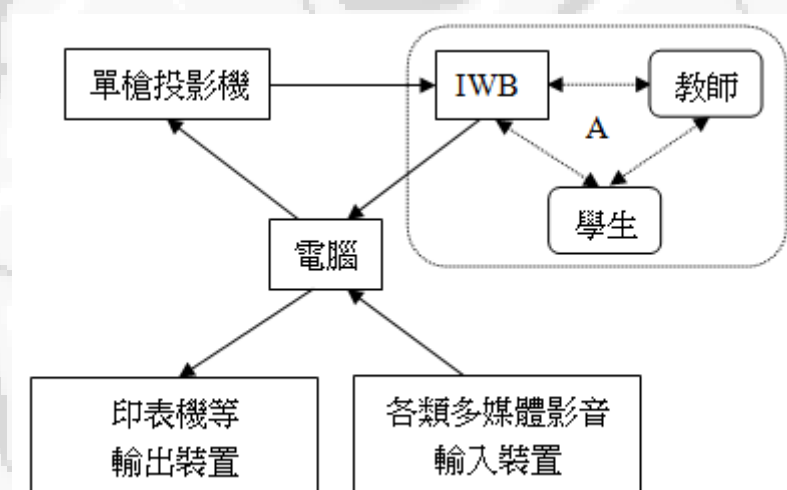 單槍投影機
IWB
教師
A
學生
電腦
印表機等
輸出裝置
各類多媒體影音
輸入裝置